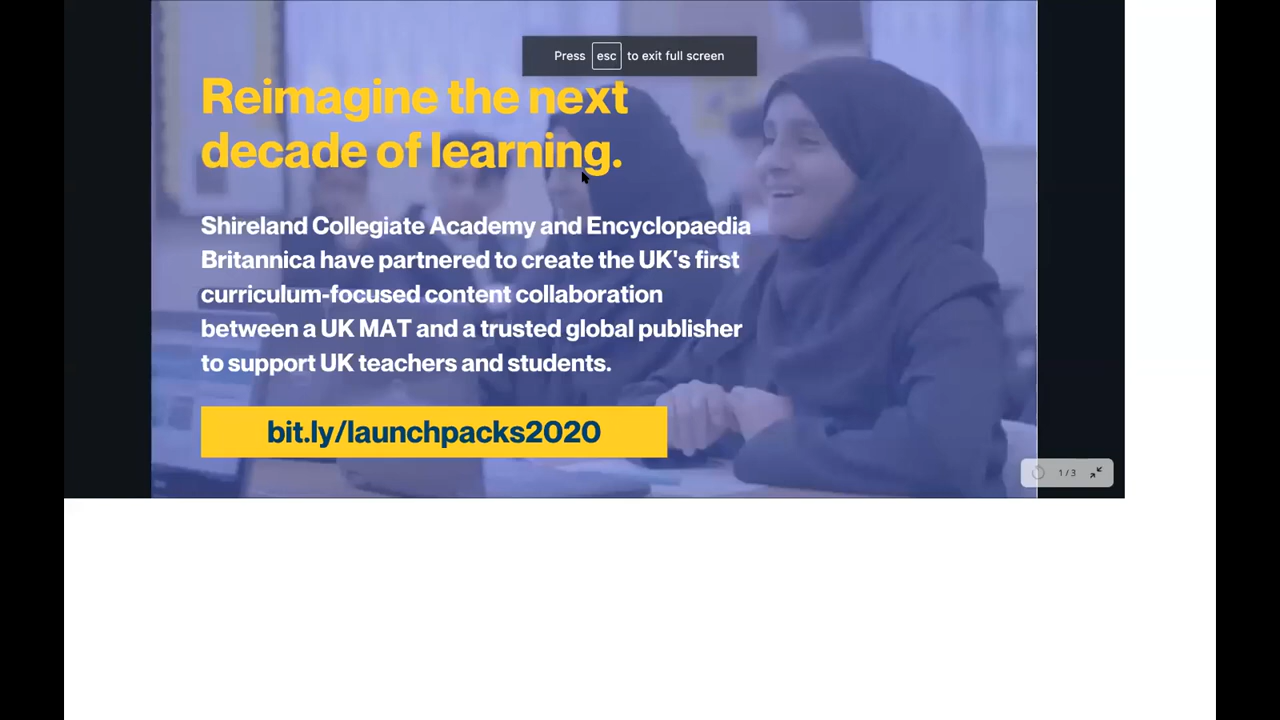 Press esc to exit full screen
Reimagine the next
decade of learning.
Shireland Collegiate Academy and Encyclopaedia
Britannica have partnered to create the UK's first
curriculum-focused content collaboration
between a UK MAT and a trusted global publisher
to support UK teachers and students.
bit.ly/launchpacks2020
1/3